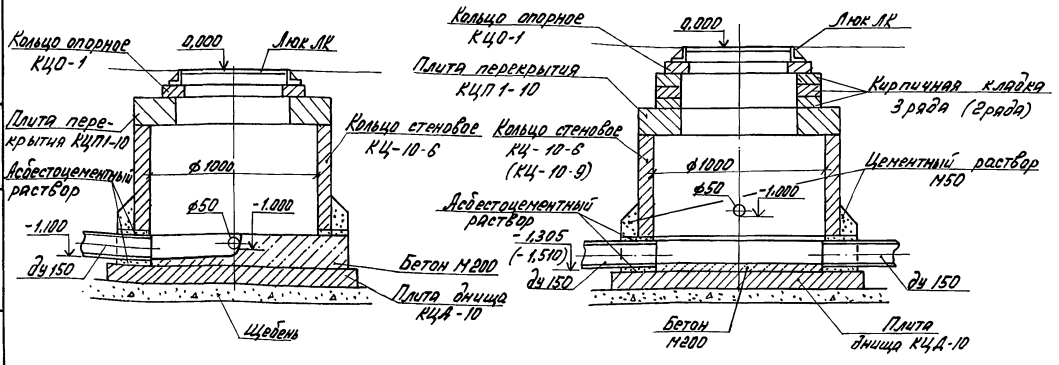 Кольцо опорное
КЦО-1
0,000
Люк ЛК
Плита пере-
крытия КЦП1-10
Кольцо стеновое
КЦ-10-6
Асбестоцементный
раствор
ф1000
ф50
-1.000
-1,100
ду 150
Бетон М200
Плита днища
КЦД-10
Щебень
Кольцо опорное
КЦО-1
0,000
Люк ЛК
Плита перекрытия
КЦП 1-10
Кирпичная кладка
3 ряда (2 ряда)
Кольцо стеновое
КЦ-10-6
(КЦ-10-9)
ф1000
Цементный раствор
М50
ф50
-1.000
Асбестоцементный
раствор
-1,305
(-1,510)
ду 150
ду 150
Бетон
М200
Плита
днища КЦД-10